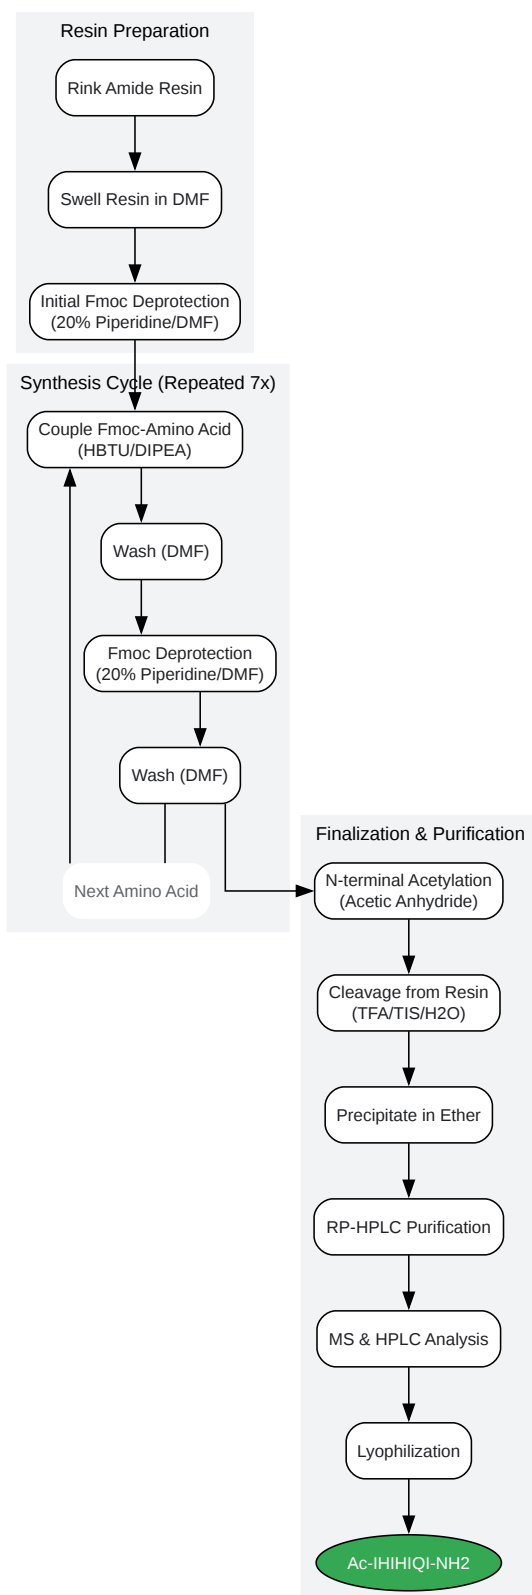 Resin Preparation
Rink Amide Resin
Swell Resin in DMF
Initial Fmoc Deprotection
(20% Piperidine/DMF)
Synthesis Cycle (Repeated 7x)
Couple Fmoc-Amino Acid
(HBTU/DIPEA)
Wash (DMF)
Fmoc Deprotection
(20% Piperidine/DMF)
Wash (DMF)
Next Amino Acid
Finalization & Purification
N-terminal Acetylation
(Acetic Anhydride)
Cleavage from Resin
(TFA/TIS/H2O)
Precipitate in Ether
RP-HPLC Purification
MS & HPLC Analysis
Lyophilization
Ac-IHIHIQI-NH2